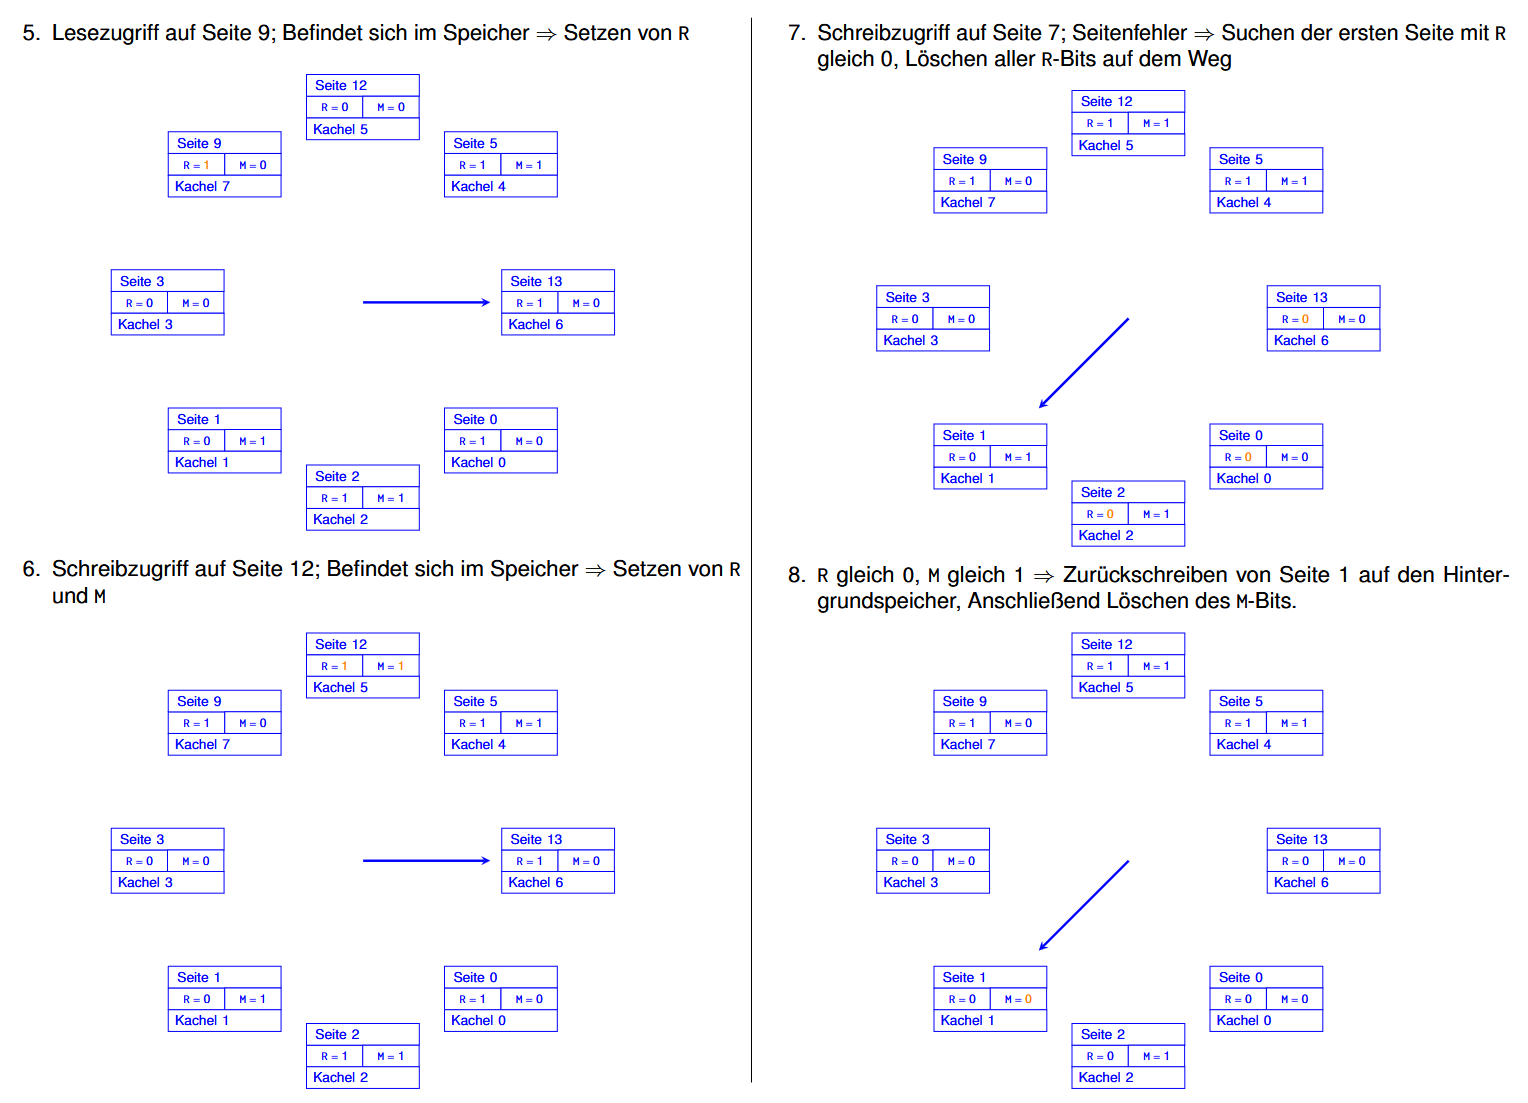 5. Lesezugriff auf Seite 9; Befindet sich im Speicher ⇒ Setzen von R
Seite 12
R = 0 M = 0
Kachel 5
Seite 9
R = 1 M = 0
Kachel 7
Seite 5
R = 1 M = 1
Kachel 4
Seite 3
R = 0 M = 0
Kachel 3
Seite 13
R = 1 M = 0
Kachel 6
Seite 1
R = 0 M = 1
Kachel 1
Seite 0
R = 1 M = 0
Kachel 0
Seite 2
R = 1 M = 1
Kachel 2
6. Schreibzugriff auf Seite 12; Befindet sich im Speicher ⇒ Setzen von R
und M
Seite 12
R = 1 M = 1
Kachel 5
Seite 9
R = 1 M = 0
Kachel 7
Seite 5
R = 1 M = 1
Kachel 4
Seite 3
R = 0 M = 0
Kachel 3
Seite 13
R = 1 M = 0
Kachel 6
Seite 1
R = 0 M = 1
Kachel 1
Seite 0
R = 1 M = 0
Kachel 0
Seite 2
R = 1 M = 1
Kachel 2
7. Schreibzugriff auf Seite 7; Seitenfehler ⇒ Suchen der ersten Seite mit R
gleich 0, Löschen aller R-Bits auf dem Weg
Seite 12
R = 1 M = 1
Kachel 5
Seite 9
R = 1 M = 0
Kachel 7
Seite 5
R = 1 M = 1
Kachel 4
Seite 3
R = 0 M = 0
Kachel 3
Seite 13
R = 0 M = 0
Kachel 6
Seite 1
R = 0 M = 1
Kachel 1
Seite 0
R = 0 M = 0
Kachel 0
Seite 2
R = 0 M = 1
Kachel 2
8. R gleich 0, M gleich 1 ⇒ Zurückschreiben von Seite 1 auf den Hinter-
grundspeicher, Anschließend Löschen des M-Bits.
Seite 12
R = 1 M = 1
Kachel 5
Seite 9
R = 1 M = 0
Kachel 7
Seite 5
R = 1 M = 1
Kachel 4
Seite 3
R = 0 M = 0
Kachel 3
Seite 13
R = 0 M = 0
Kachel 6
Seite 1
R = 0 M = 0
Kachel 1
Seite 0
R = 0 M = 0
Kachel 0
Seite 2
R = 0 M = 1
Kachel 2